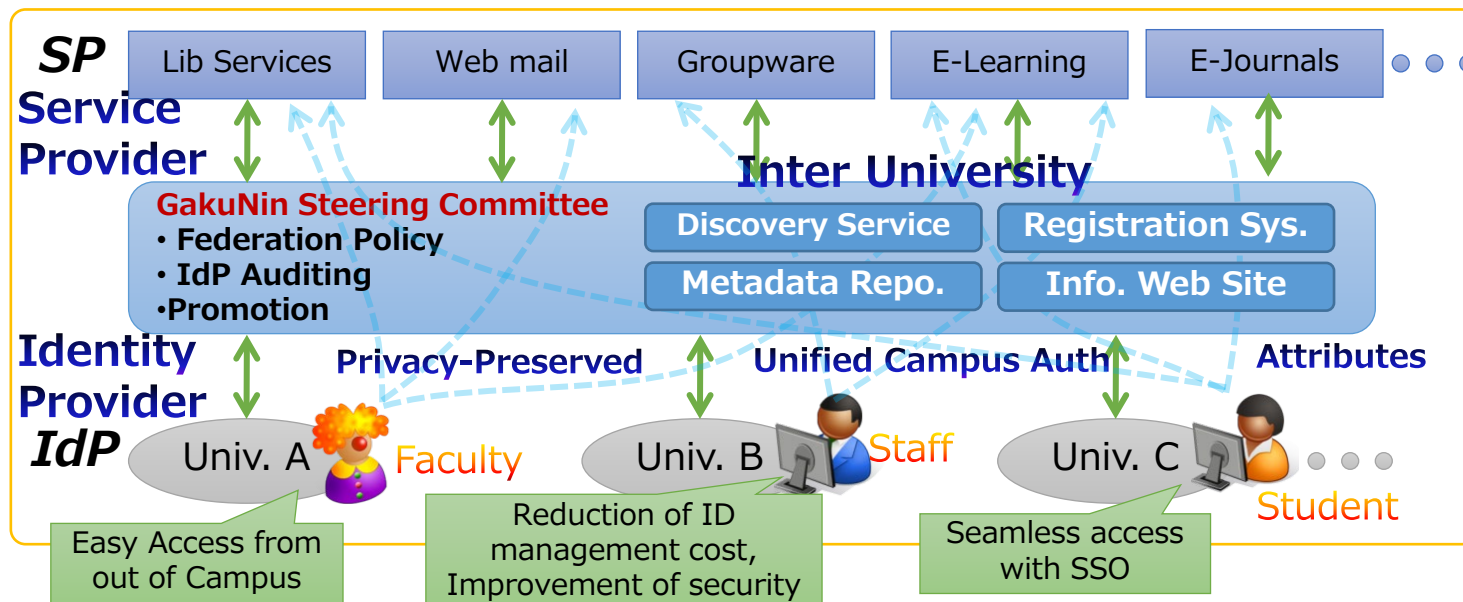 SP
Service
Provider
Lib Services
Web mail
Groupware
E-Learning
E-Journals
Inter University
GakuNin Steering Committee
• Federation Policy
• IdP Auditing
•Promotion
Discovery Service
Registration Sys.
Metadata Repo.
Info. Web Site
Identity
Provider
IdP
Privacy-Preserved
Unified Campus Auth
Attributes
Univ. A
Faculty
Univ. B
Staff
Univ. C
Student
Easy Access from
out of Campus
Reduction of ID
management cost,
Improvement of security
Seamless access
with SSO